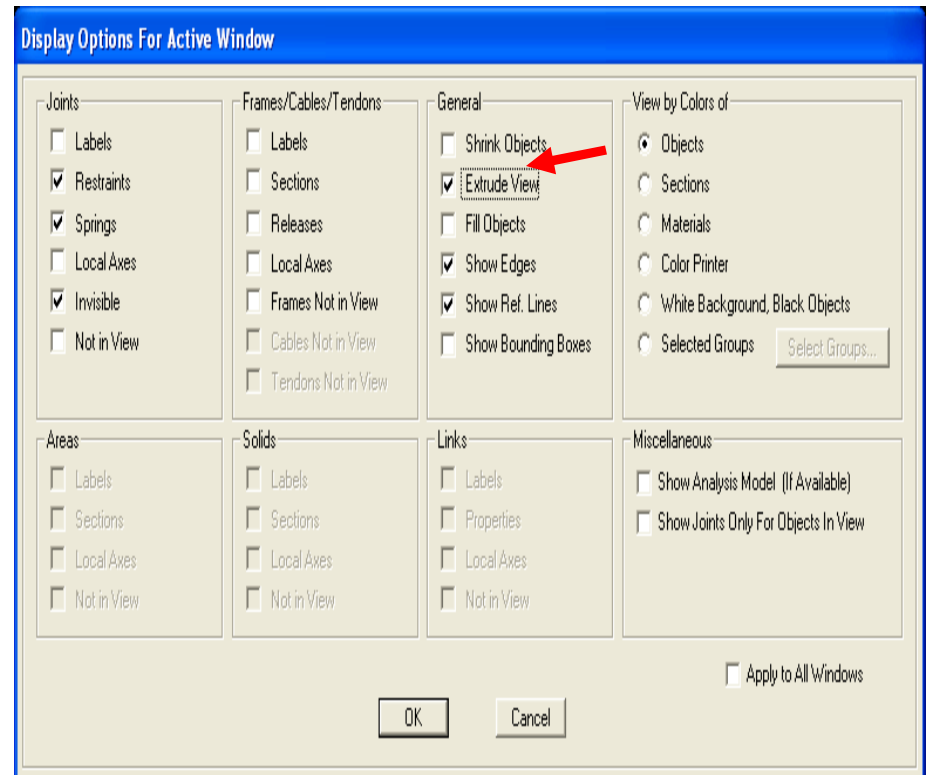 Display Options For Active Window
Joints
Labels
Restraints
Springs
Local Axes
Invisible
Not in View
Frames/Cables/Tendons
Labels
Sections
Releases
Local Axes
Frames Not in View
Cables Not in View
Tendons Not in View
General
Shrink Objects
Extrude View
Fill Objects
Show Edges
Show Ref. Lines
Show Bounding Boxes
View by Colors of
Objects
Sections
Materials
Color Printer
White Background, Black Objects
Selected Groups
Select Groups...
Areas
Labels
Sections
Local Axes
Not in View
Solids
Labels
Sections
Local Axes
Not in View
Links
Labels
Properties
Local Axes
Not in View
Miscellaneous
Show Analysis Model (If Available)
Show Joints Only For Objects In View
Apply to All Windows
OK
Cancel